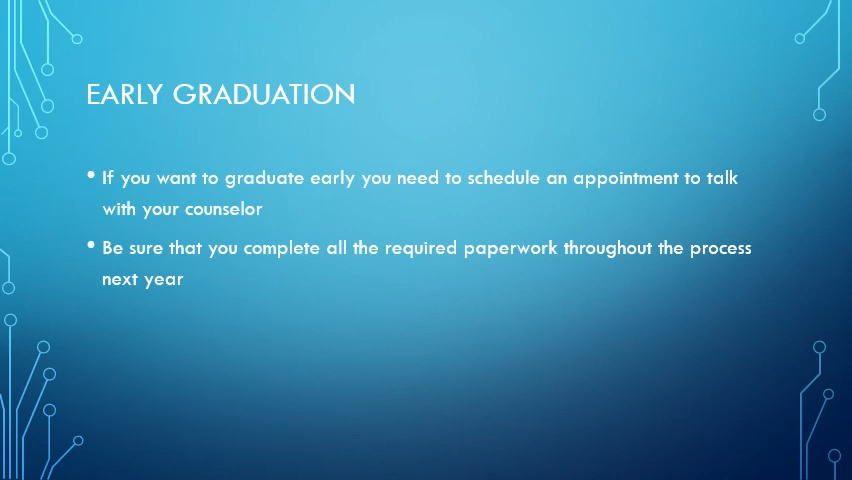 EARLY GRADUATION
• If you want to graduate early you need to schedule an appointment to talk
with your counselor
• Be sure that you complete all the required paperwork throughout the process
next year